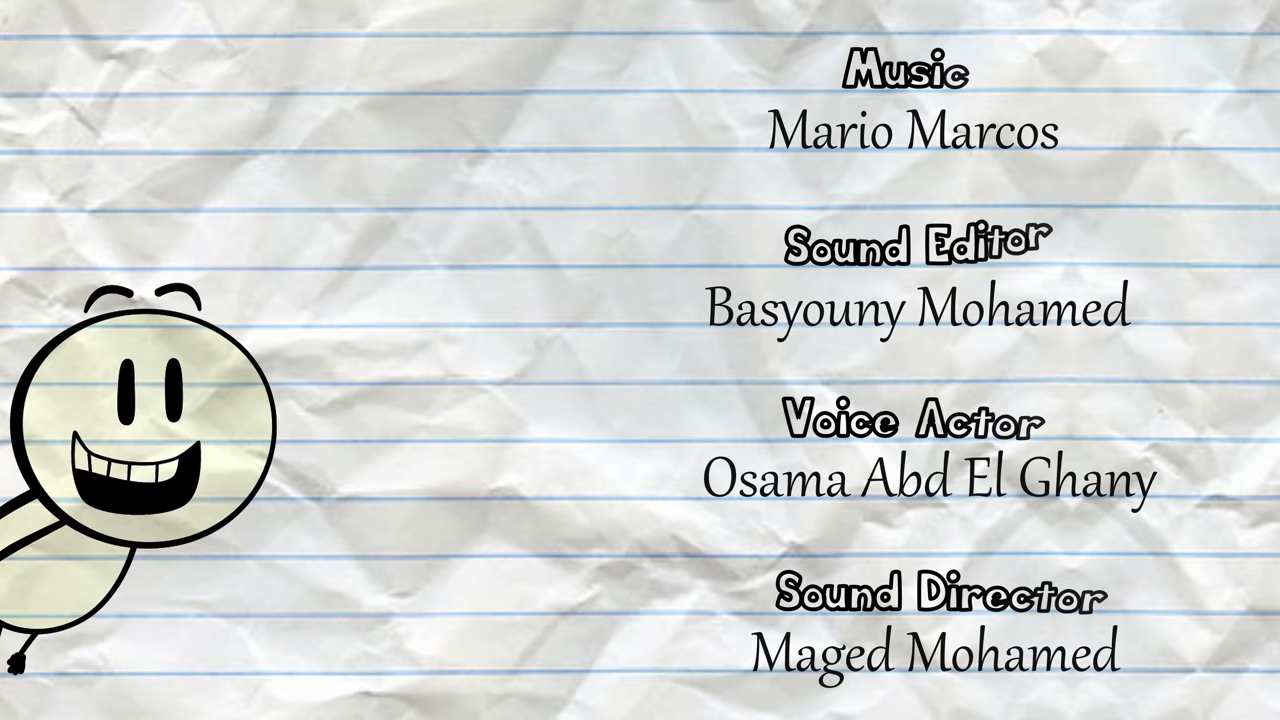 Music
Mario Marcos
Sound Editor
Basyouny Mohamed
Voice Actor
Osama Abd El Ghany
Sound Director
Maged Mohamed